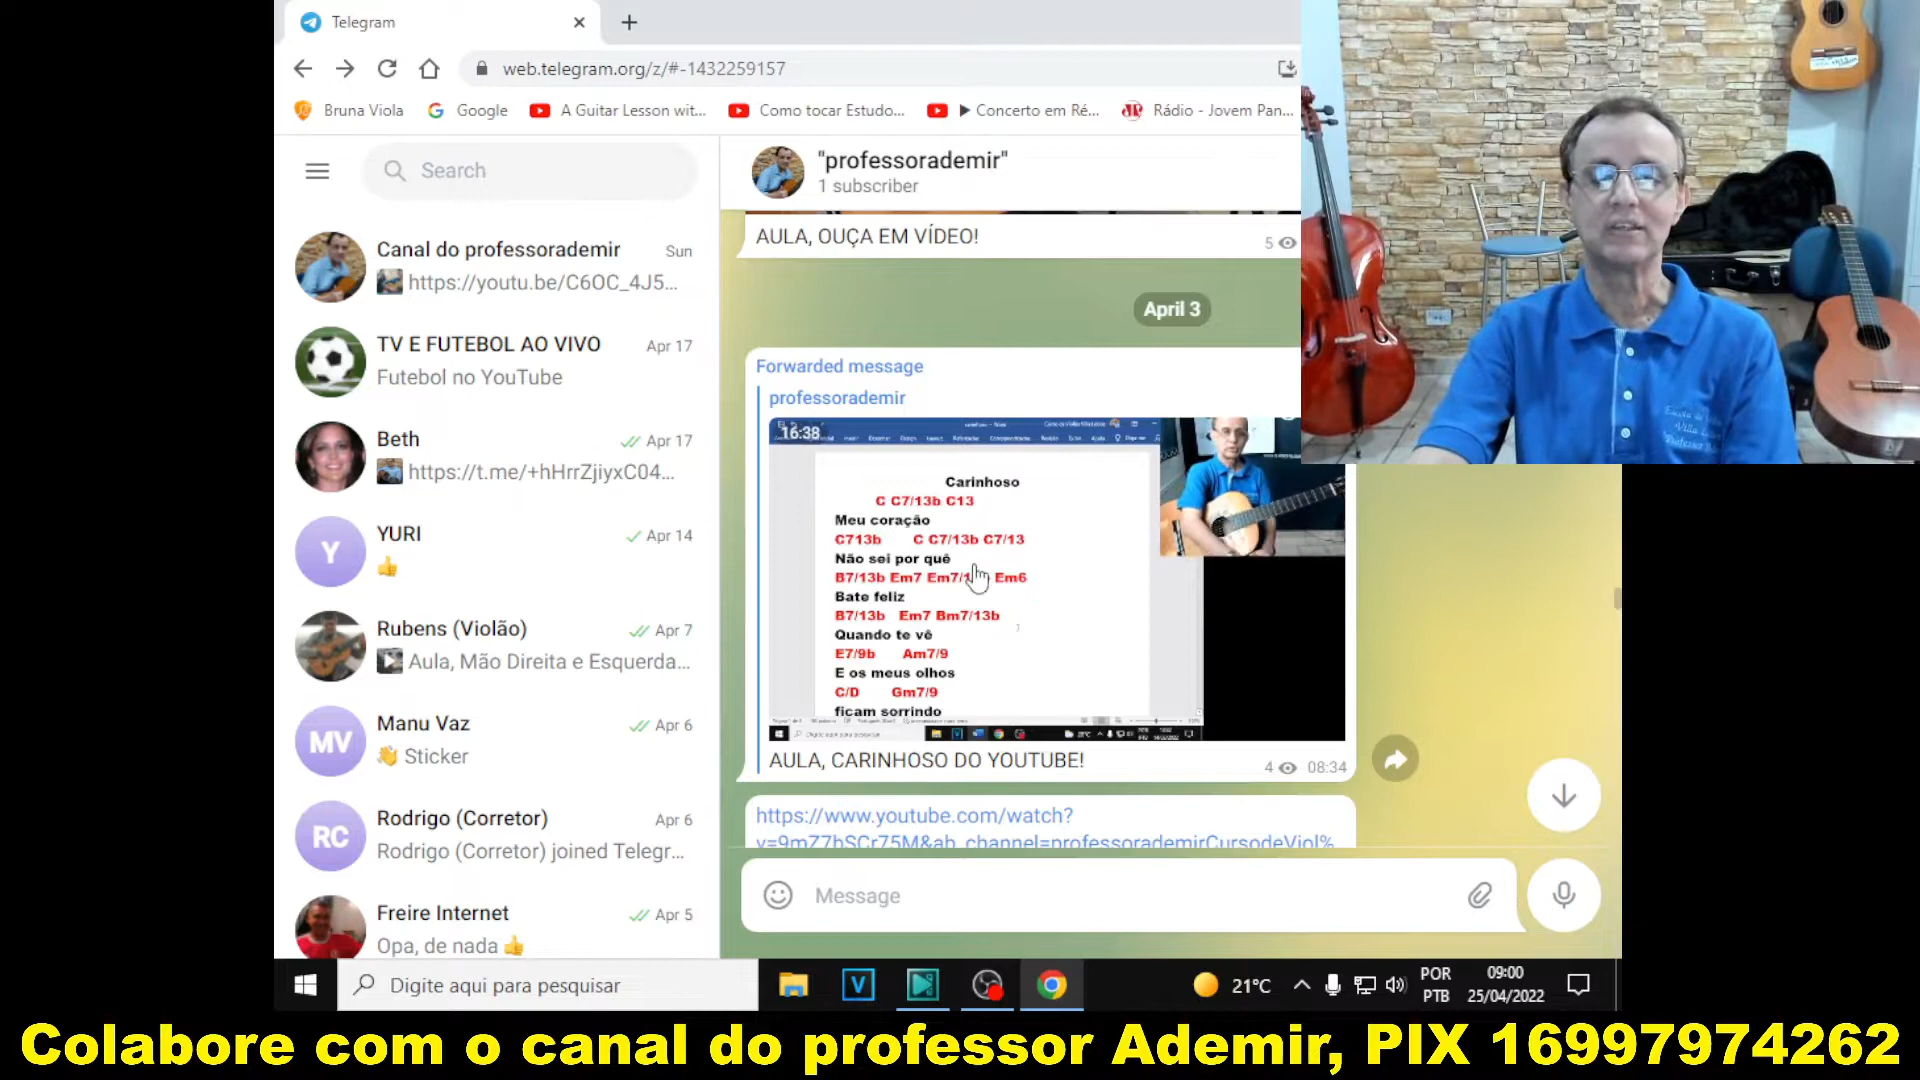 Telegram
web.telegram.org/z/#-1432259157
Bruna Viola
Google
A Guitar Lesson wit...
Como tocar Estudo...
▶ Concerto em Ré...
Rádio - Jovem Pan...
Search
"professorademir"
1 subscriber
Canal do professorademir
Sun
https://youtu.be/C6OC_4J5...
TV E FUTEBOL AO VIVO
Apr 17
Futebol no YouTube
Beth
Apr 17
https://t.me/+hHrrZjiyxC04...
Y
YURI
Apr 14
👍
Rubens (Violão)
Apr 7
Aula, Mão Direita e Esquerda...
MV
Manu Vaz
Apr 6
👋 Sticker
RC
Rodrigo (Corretor)
Apr 6
Rodrigo (Corretor) joined Telegr...
Freire Internet
Apr 5
Opa, de nada 👍
AULA, OUÇA EM VÍDEO!
5
April 3
Forwarded message
professorademir
16:38
Carinhoso
C C7/13b C13
Meu coração
C713b C C7/13b C7/13
Não sei por quê
B7/13b Em7 Em7/1 Em6
Bate feliz
B7/13b Em7 Bm7/13b
Quando te vê
E7/9b Am7/9
E os meus olhos
C/D Gm7/9
ficam sorrindo
AULA, CARINHOSO DO YOUTUBE!
4 08:34
https://www.youtube.com/watch?
v=9mZ7bSCr75M&ab_channel=professorademirCursodeViol%
Message
Digite aqui para pesquisar
21°C
POR
PTB
09:00
25/04/2022
Colabore com o canal do professor Ademir, PIX 16997974262